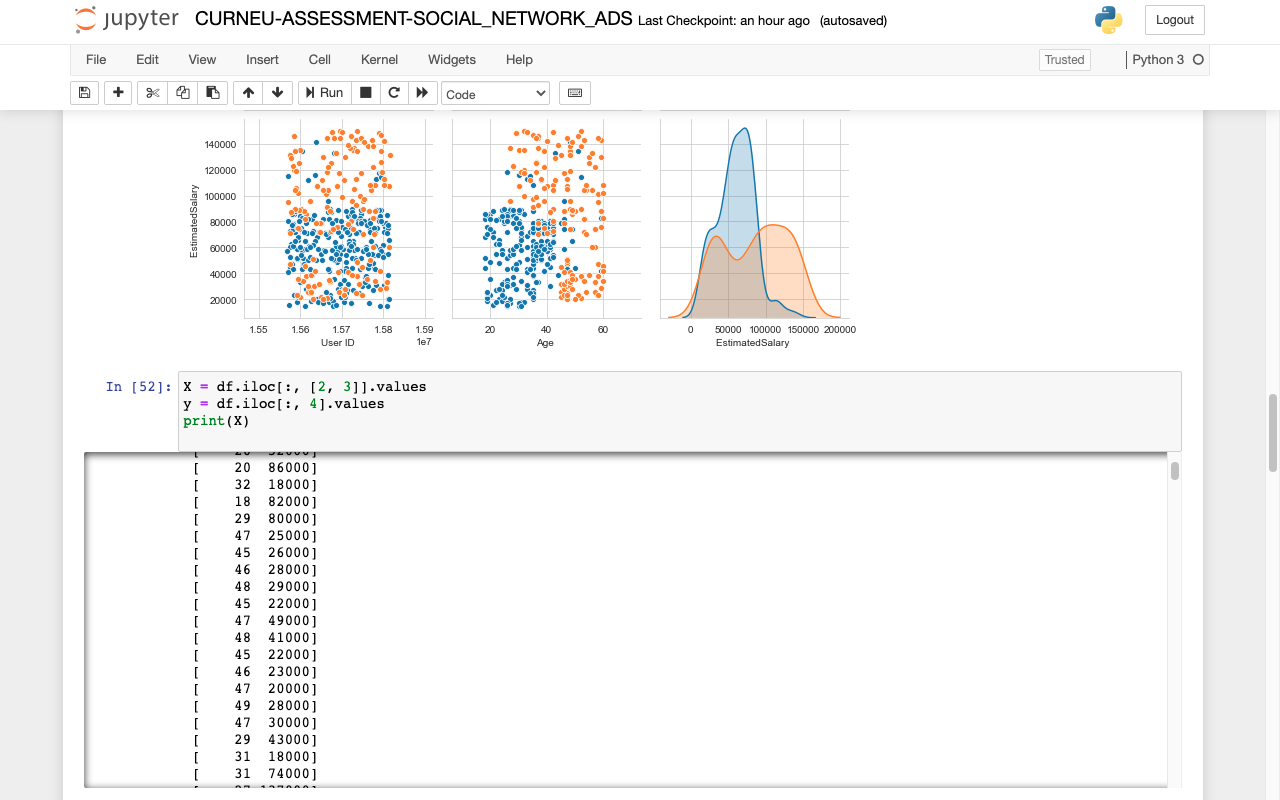 jupyter CURNEU-ASSESSMENT-SOCIAL_NETWORK_ADS Last Checkpoint: an hour ago (autosaved) Logout
File Edit View Insert Cell Kernel Widgets Help Trusted Python 3
Run Code
140000
120000
100000
80000
60000
40000
20000
EstimatedSalary
1.55 1.56 1.57 1.58 1.59
1e7
User ID
20 40 60
Age
0 50000 100000 150000 200000
EstimatedSalary
In [52]: X = df.iloc[:, [2, 3]].values
y = df.iloc[:, 4].values
print(X)
[ 20 86000]
[ 32 18000]
[ 18 82000]
[ 29 80000]
[ 47 25000]
[ 45 26000]
[ 46 28000]
[ 48 29000]
[ 45 22000]
[ 47 49000]
[ 48 41000]
[ 45 22000]
[ 46 23000]
[ 47 20000]
[ 49 28000]
[ 47 30000]
[ 29 43000]
[ 31 18000]
[ 31 74000]